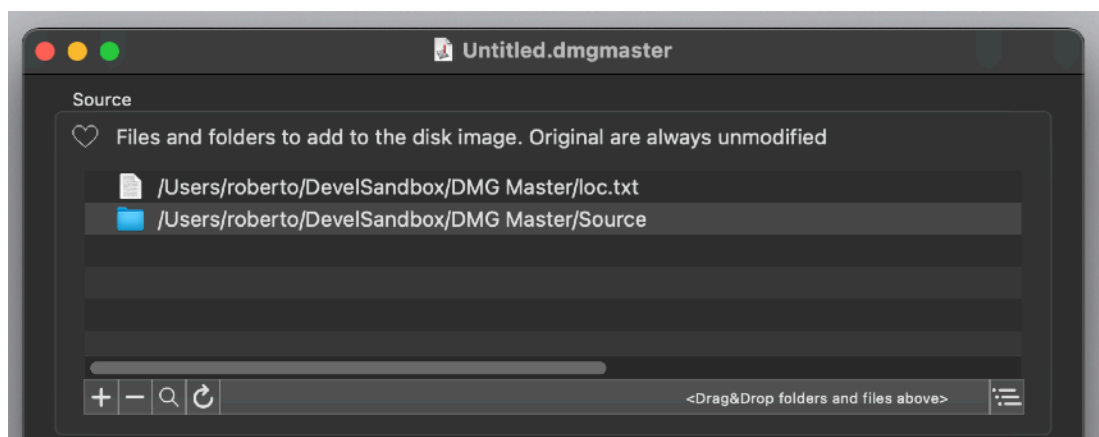 Untitled.dmgmaster
Source
Files and folders to add to the disk image. Original are always unmodified
/Users/roberto/DevelSandbox/DMG Master/loc.txt
/Users/roberto/DevelSandbox/DMG Master/Source
<Drag&Drop folders and files above>